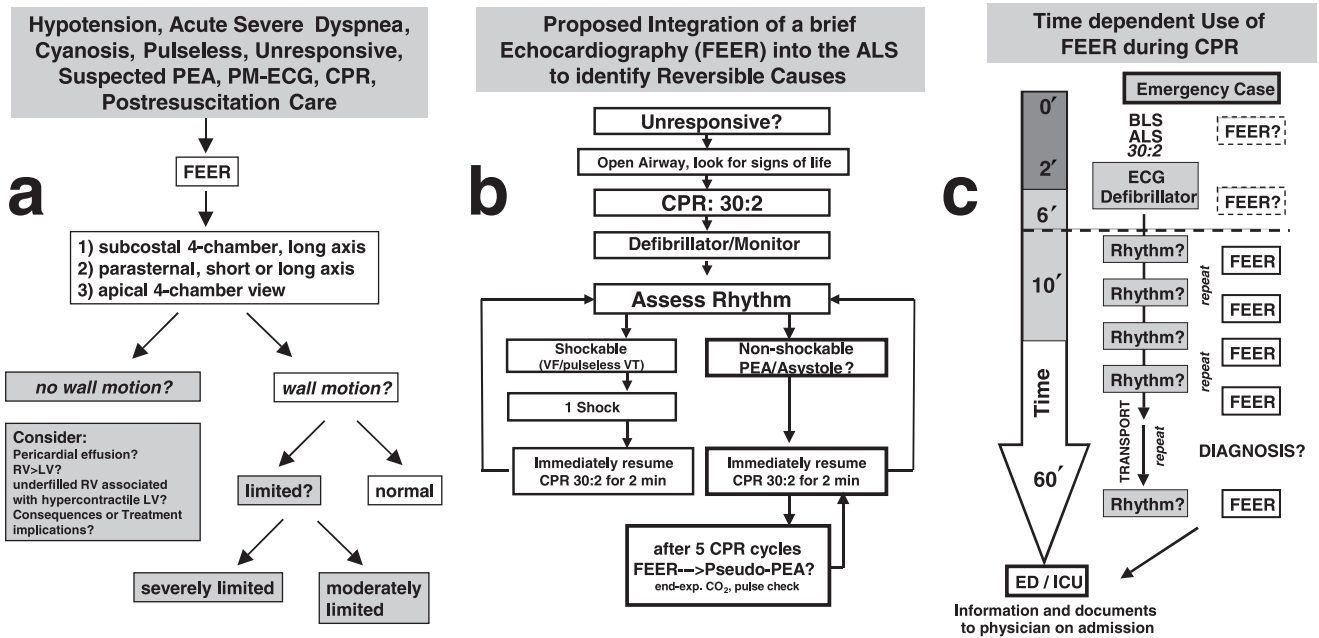 Hypotension, Acute Severe Dyspnea,
Cyanosis, Pulseless, Unresponsive,
Suspected PEA, PM-ECG, CPR,
Postresuscitation Care
a
FEER
1) subcostal 4-chamber, long axis
2) parasternal, short or long axis
3) apical 4-chamber view
no wall motion?
wall motion?
Consider:
Pericardial effusion?
RV>LV?
underfilled RV associated
with hypercontractile LV?
Consequences or Treatment
implications?
limited?
normal
severely limited
moderately
limited
Proposed Integration of a brief
Echocardiography (FEER) into the ALS
to identify Reversible Causes
b
Unresponsive?
Open Airway, look for signs of life
CPR: 30:2
Defibrillator/Monitor
Assess Rhythm
Shockable
(VF/pulseless VT)
1 Shock
Immediately resume
CPR 30:2 for 2 min
Non-shockable
PEA/Asystole?
Immediately resume
CPR 30:2 for 2 min
after 5 CPR cycles
FEER--->Pseudo-PEA?
end-exp. CO₂, pulse check
Time dependent Use of
FEER during CPR
c
Emergency Case
0′
BLS
ALS
30:2
FEER?
2′
ECG
Defibrillator
6′
FEER?
Rhythm?
FEER
10′
repeat
Rhythm?
FEER
Rhythm?
FEER
Time
repeat
Rhythm?
FEER
TRANSPORT
repeat
DIAGNOSIS?
60′
Rhythm?
FEER
ED / ICU
Information and documents
to physician on admission